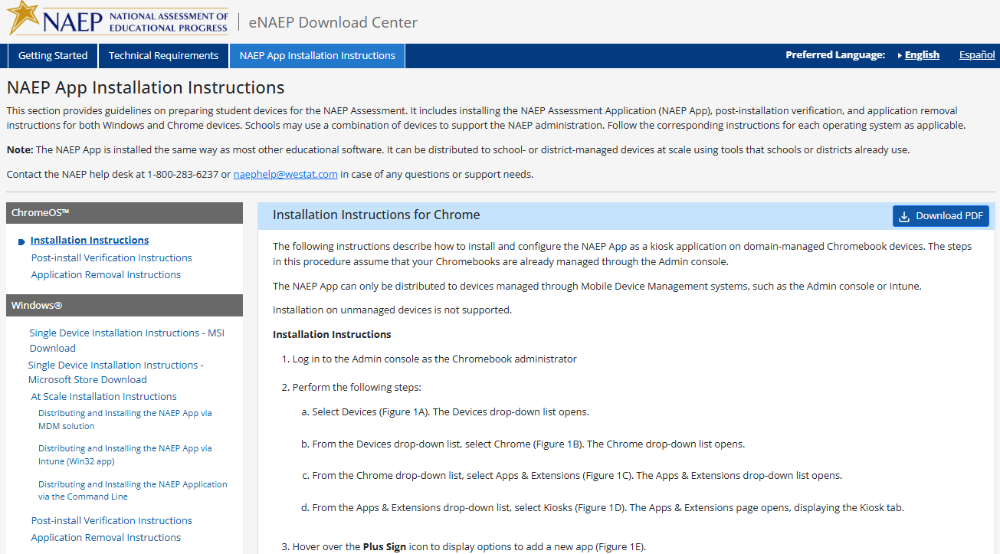 NAEP NATIONAL ASSESSMENT OF
EDUCATIONAL PROGRESS
eNAEP Download Center
Getting Started
Technical Requirements
NAEP App Installation Instructions
Preferred Language:
English
Español
NAEP App Installation Instructions
This section provides guidelines on preparing student devices for the NAEP Assessment. It includes installing the NAEP Assessment Application (NAEP App), post-installation verification, and application removal
instructions for both Windows and Chrome devices. Schools may use a combination of devices to support the NAEP administration. Follow the corresponding instructions for each operating system as applicable.
Note: The NAEP App is installed the same way as most other educational software. It can be distributed to school- or district-managed devices at scale using tools that schools or districts already use.
Contact the NAEP help desk at 1-800-283-6237 or naephelp@westat.com in case of any questions or support needs.
ChromeOS™
Installation Instructions
Post-install Verification Instructions
Application Removal Instructions
Windows®
Single Device Installation Instructions - MSI
Download
Single Device Installation Instructions -
Microsoft Store Download
At Scale Installation Instructions
Distributing and Installing the NAEP App via
MDM solution
Distributing and Installing the NAEP App via
Intune (Win32 app)
Distributing and Installing the NAEP Application
via the Command Line
Post-install Verification Instructions
Application Removal Instructions
Installation Instructions for Chrome
Download PDF
The following instructions describe how to install and configure the NAEP App as a kiosk application on domain-managed Chromebook devices. The steps
in this procedure assume that your Chromebooks are already managed through the Admin console.
The NAEP App can only be distributed to devices managed through Mobile Device Management systems, such as the Admin console or Intune.
Installation on unmanaged devices is not supported.
Installation Instructions
1. Log in to the Admin console as the Chromebook administrator
2. Perform the following steps:
a. Select Devices (Figure 1A). The Devices drop-down list opens.
b. From the Devices drop-down list, select Chrome (Figure 1B). The Chrome drop-down list opens.
c. From the Chrome drop-down list, select Apps & Extensions (Figure 1C). The Apps & Extensions drop-down list opens.
d. From the Apps & Extensions drop-down list, select Kiosks (Figure 1D). The Apps & Extensions page opens, displaying the Kiosk tab.
3. Hover over the Plus Sign icon to display options to add a new app (Figure 1E).